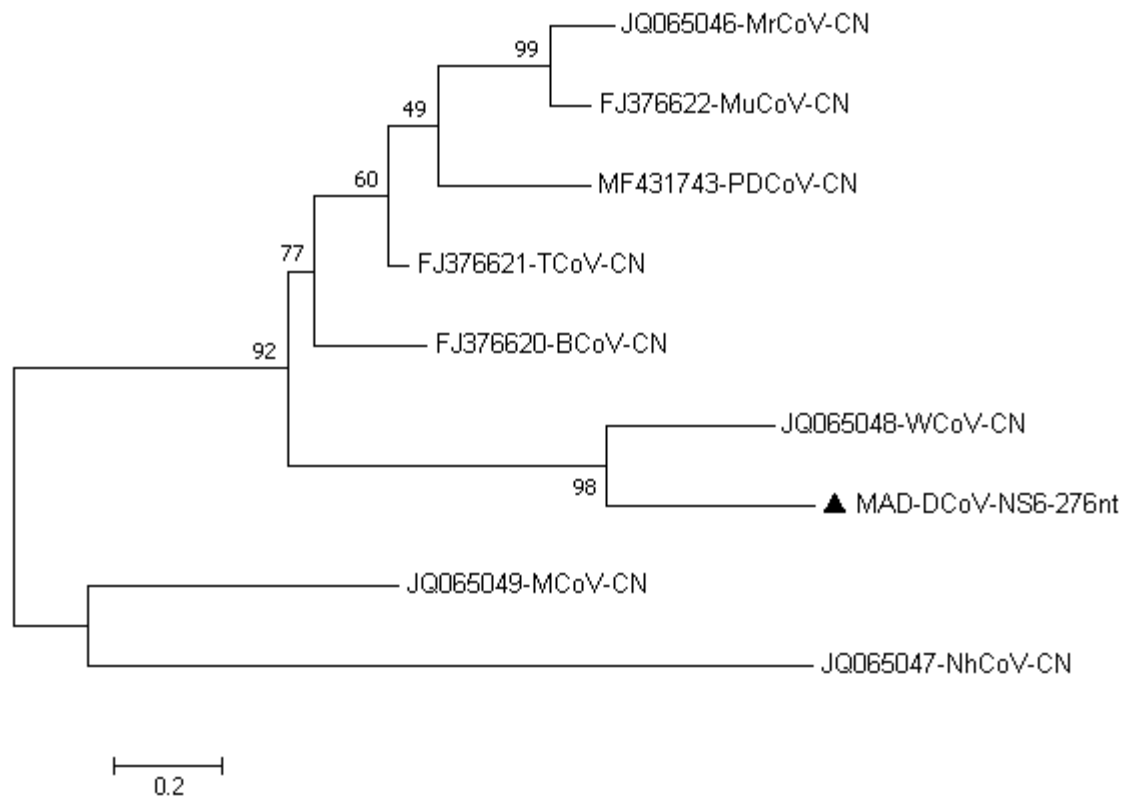 JQ065046-MrCoV-CN
99
FJ376622-MuCoV-CN
49
MF431743-PDCoV-CN
60
FJ376621-TCoV-CN
77
FJ376620-BCoV-CN
92
JQ065048-WCoV-CN
98
MAD-DCoV-NS6-276nt
JQ065049-MCoV-CN
JQ065047-NhCoV-CN
0.2